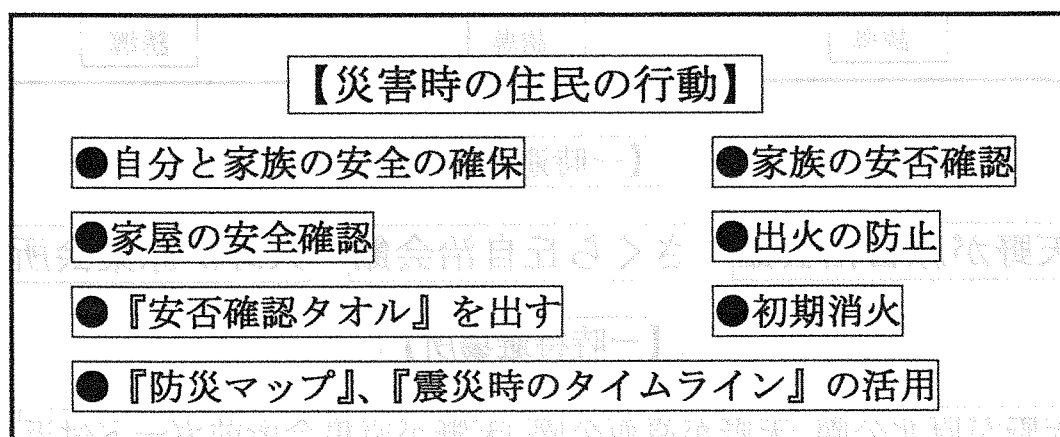 【災害時の住民の行動】
●自分と家族の安全の確保 ●家族の安否確認
●家屋の安全確認 ●出火の防止
●『安否確認タオル』を出す ●初期消火
●『防災マップ』、『震災時のタイムライン』の活用